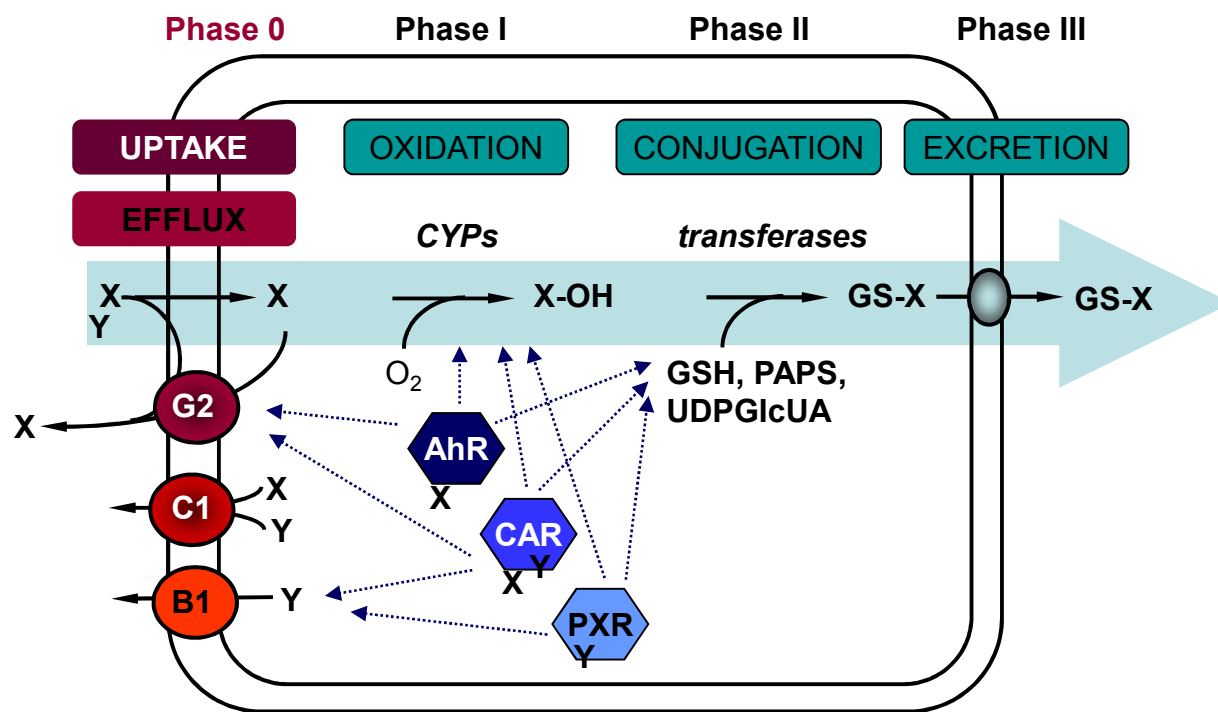 Phase 0 Phase I Phase II Phase III
UPTAKE OXIDATION CONJUGATION EXCRETION
EFFLUX
CYPs transferases
X X X-OH GS-X GS-X
Y
O₂ GSH, PAPS,
UDPGlcUA
G2
X
AhR
X
C1 X
Y
CAR
X Y
B1 Y
PXR
Y